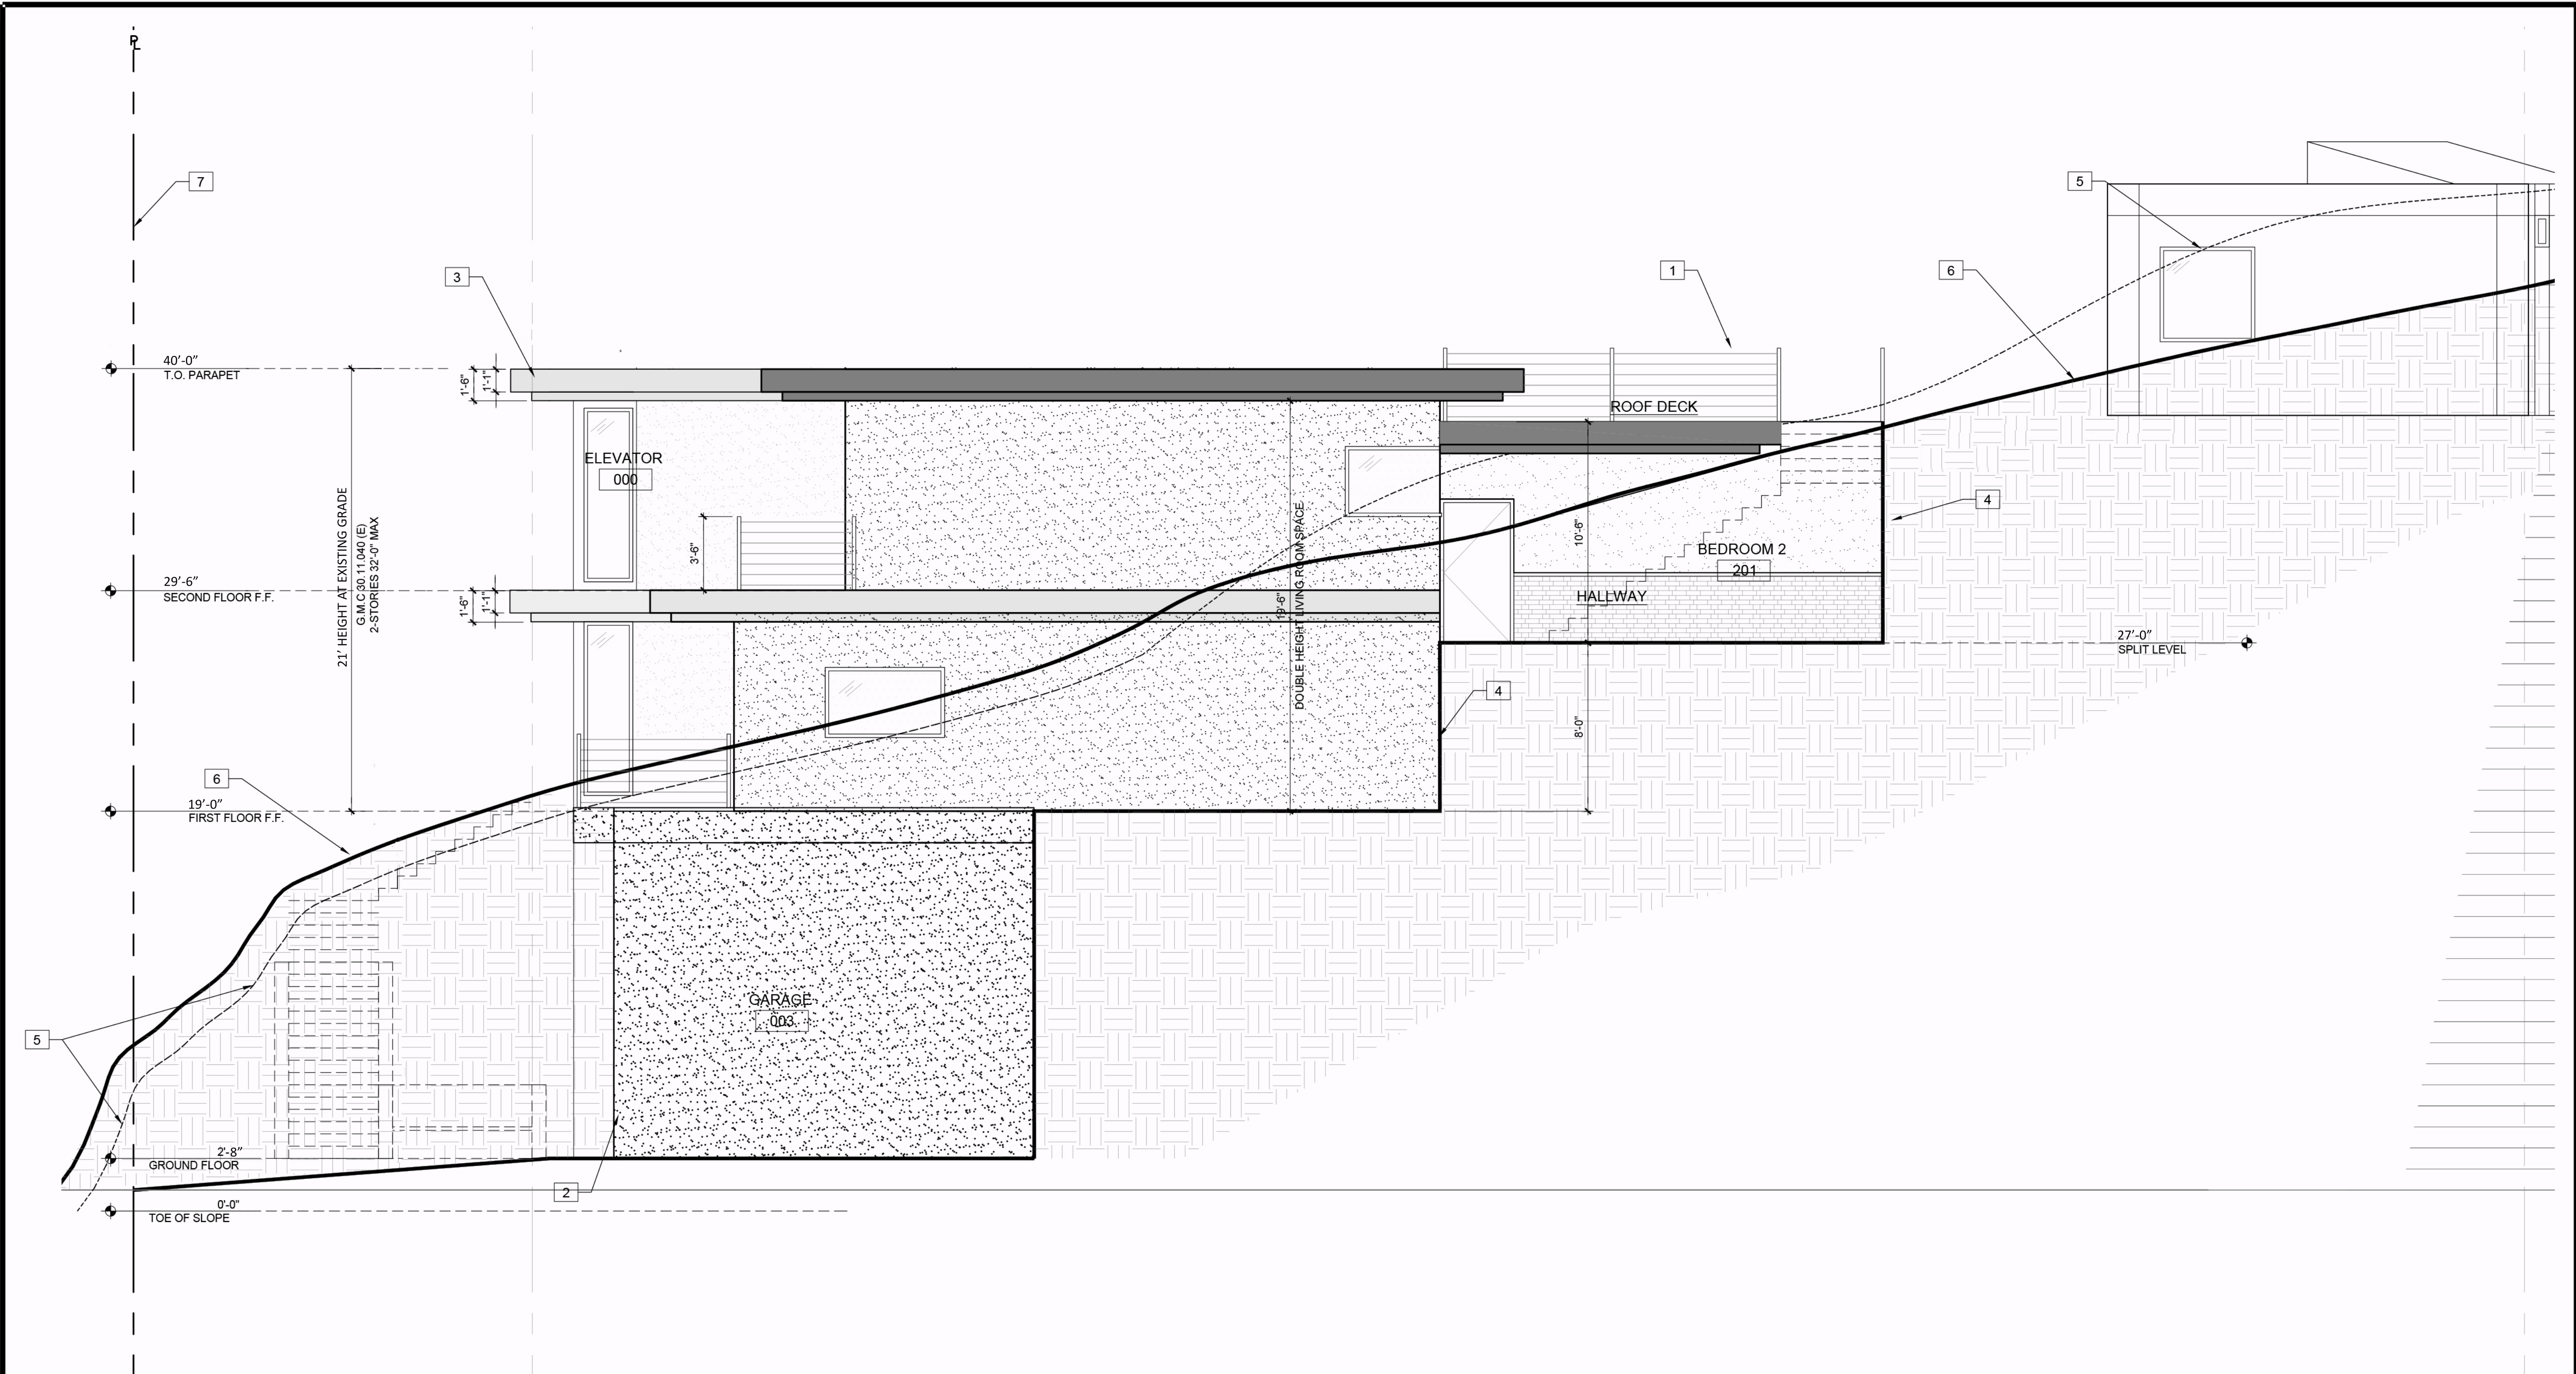 PL
7
5
3
1
6
40'-0"
T.O. PARAPET
1'-6"
1'-1"
ROOF DECK
ELEVATOR
000
4
21' HEIGHT AT EXISTING GRADE
G.M.C 30.11.040 (E)
2-STORIES 32'-0" MAX
3'-6"
DOUBLE HEIGHT LIVING ROOM SPACE
19'-6"
10'-6"
BEDROOM 2
201
29'-6"
SECOND FLOOR F.F.
1'-6"
1'-1"
HALLWAY
27'-0"
SPLIT LEVEL
4
8'-0"
6
19'-0"
FIRST FLOOR F.F.
GARAGE
003
5
2'-8"
GROUND FLOOR
2
0'-0"
TOE OF SLOPE